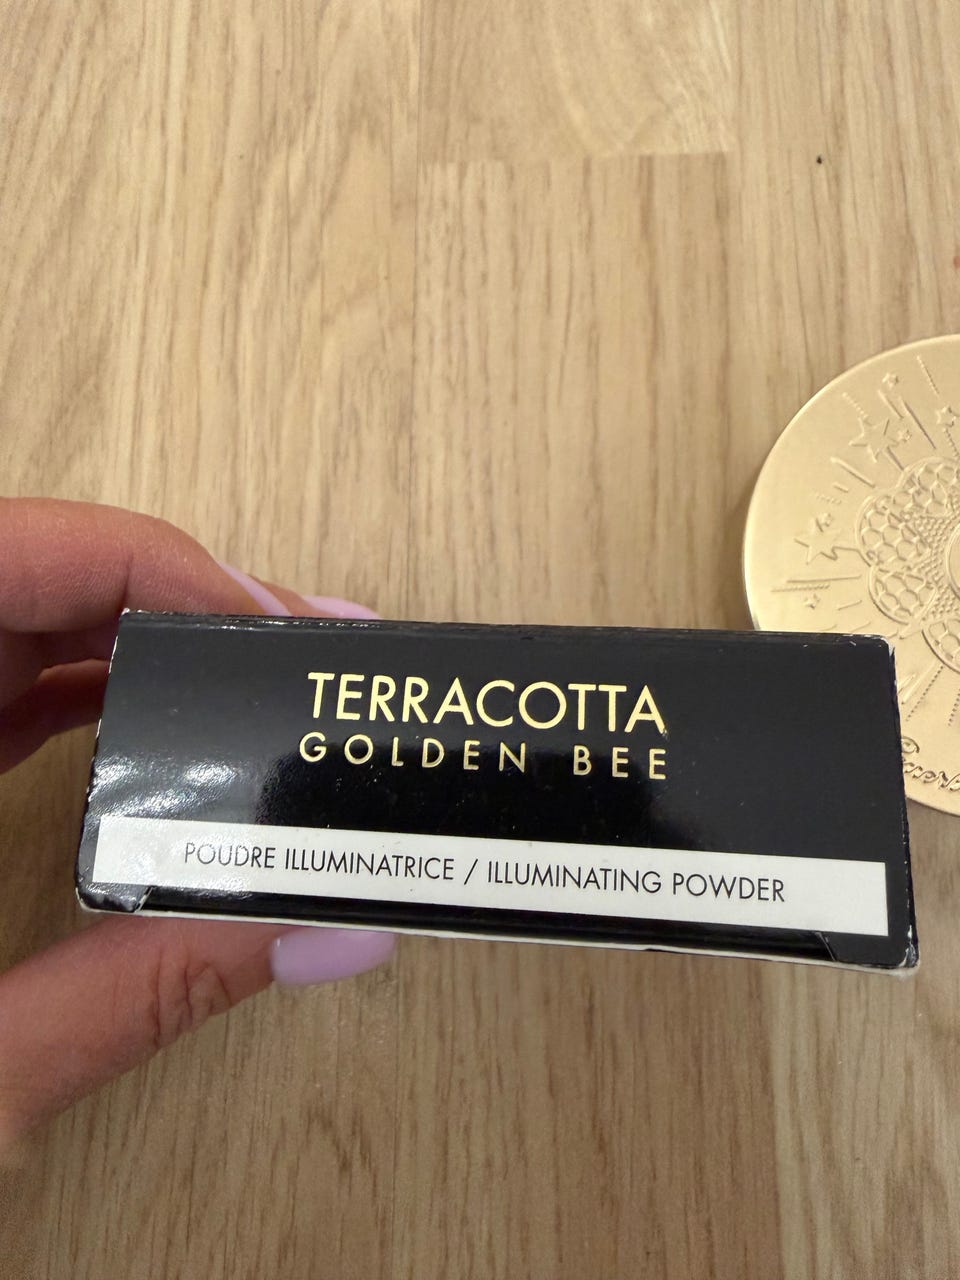 TERRACOTTA
GOLDEN BEE
POUDRE ILLUMINATRICE / ILLUMINATING POWDER